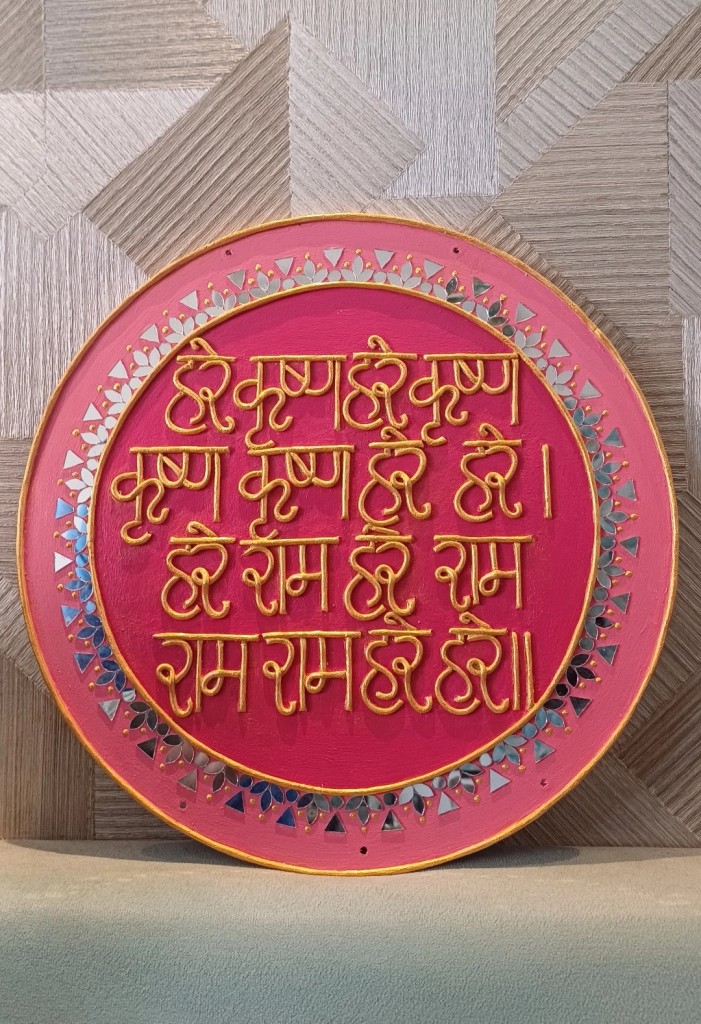 हरे कृष्ण हरे कृष्ण
कृष्ण कृष्ण हरे हरे ।
हरे राम हरे राम
राम राम हरे हरे ॥